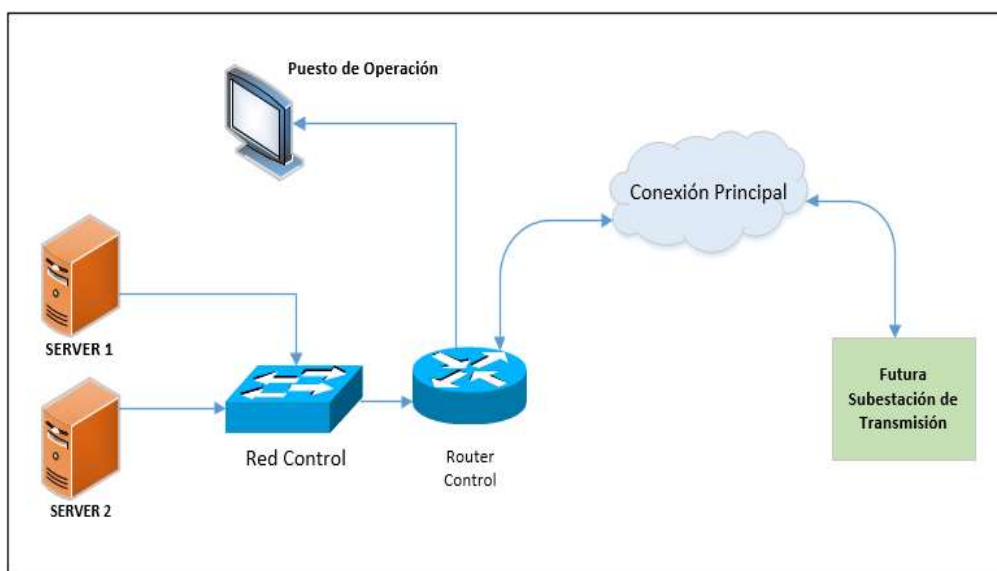 Puesto de Operación
Conexión Principal
SERVER 1
Futura
Subestación de
Transmisión
Red Control
Router
Control
SERVER 2